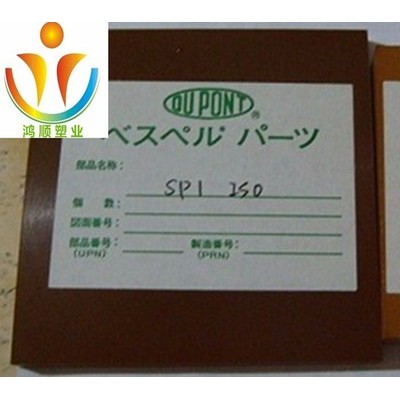 DU PONT®
鸿顺塑业
ベスペル® パーツ
部品名称: SP1 ISO
個 数:
図面番号:
部品番号: 製造番号:
(UPN) (PRN)